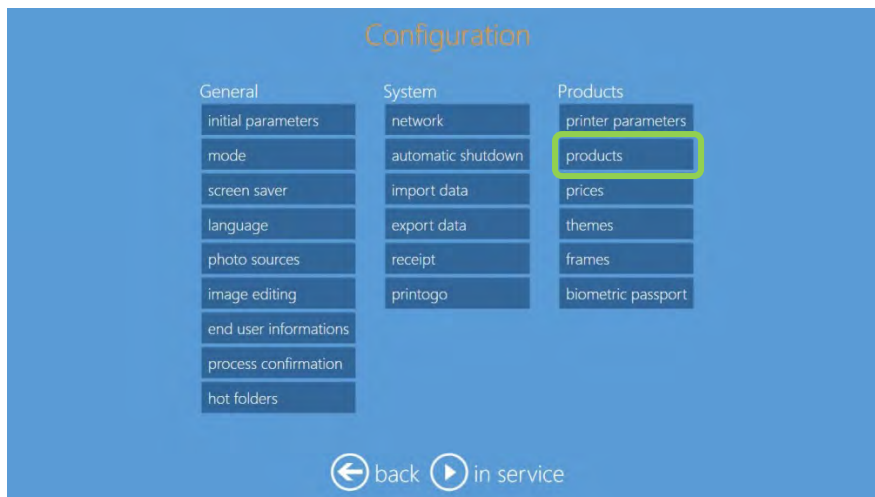 Configuration
General
initial parameters
mode
screen saver
language
photo sources
image editing
end user informations
process confirmation
hot folders
System
network
automatic shutdown
import data
export data
receipt
printogo
Products
printer parameters
products
prices
themes
frames
biometric passport
back in service